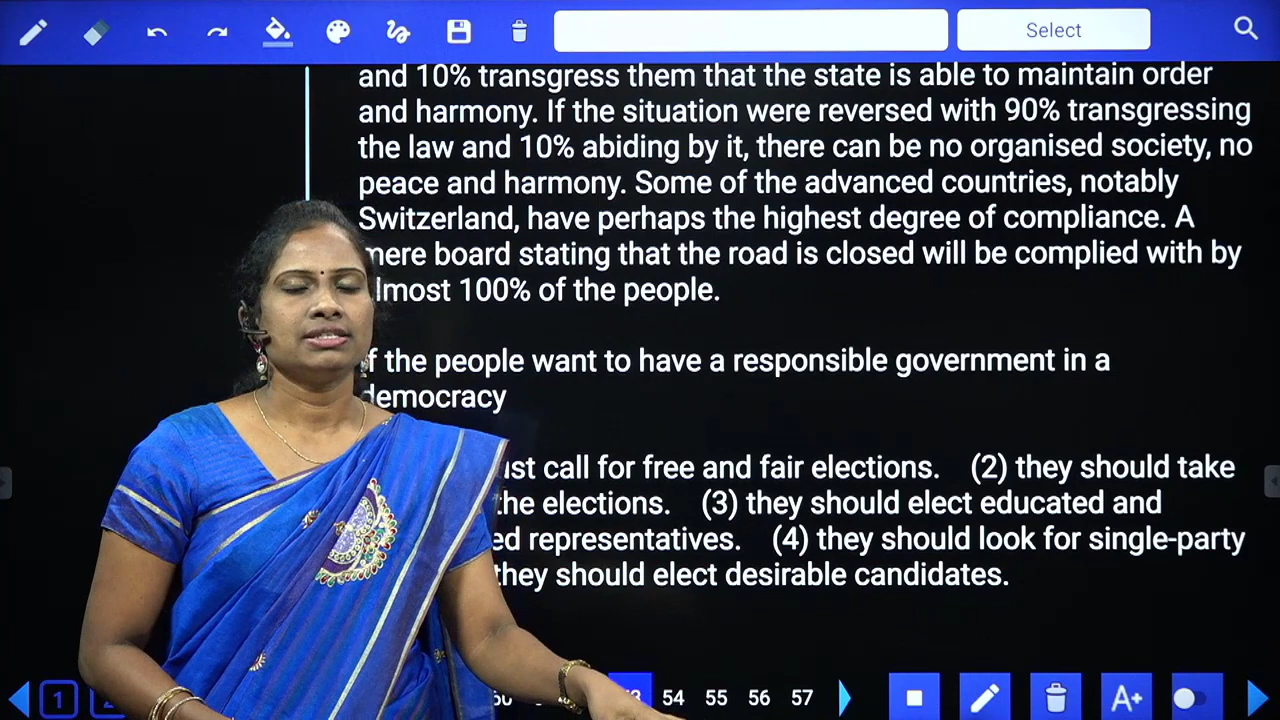 Select
and 10% transgress them that the state is able to maintain order
and harmony. If the situation were reversed with 90% transgressing
the law and 10% abiding by it, there can be no organised society, no
peace and harmony. Some of the advanced countries, notably
Switzerland, have perhaps the highest degree of compliance. A
mere board stating that the road is closed will be complied with by
almost 100% of the people.
If the people want to have a responsible government in a
democracy
call for free and fair elections. (2) they should take
the elections. (3) they should elect educated and
representatives. (4) they should look for single-party
they should elect desirable candidates.
1 54 55 56 57 A+